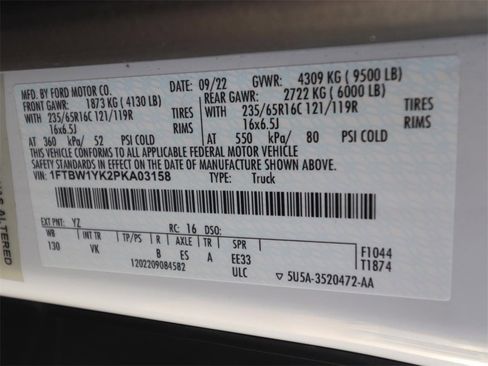 MFD. BY FORD MOTOR CO.
DATE: 09/22 GVWR: 4309 KG ( 9500 LB)
FRONT GAWR: 1873 KG ( 4130 LB)
REAR GAWR: 2722 KG ( 6000 LB)
WITH 235/65R16C 121/119R TIRES
WITH 235/65R16C 121/119R TIRES
16x6.5J RIMS
16x6.5J RIMS
AT 360 kPa/ 52 PSI COLD
AT 550 kPa/ 80 PSI COLD
THIS VEHICLE CONFORMS TO ALL APPLICABLE FEDERAL MOTOR VEHICLE
SAFETY STANDARDS IN EFFECT ON THE DATE OF MANUFACTURE SHOWN ABOVE.
VIN: 1FTBW1YK2PKA03158 TYPE: Truck
EXT PNT: YZ RC: 16 DSO:
WB INT TR TP/PS R AXLE TR SPR
130 VK B ES A EE33
1202209084582 ULC
F1044
T1874
▽ 5U5A-3520472-AA
ALTERED